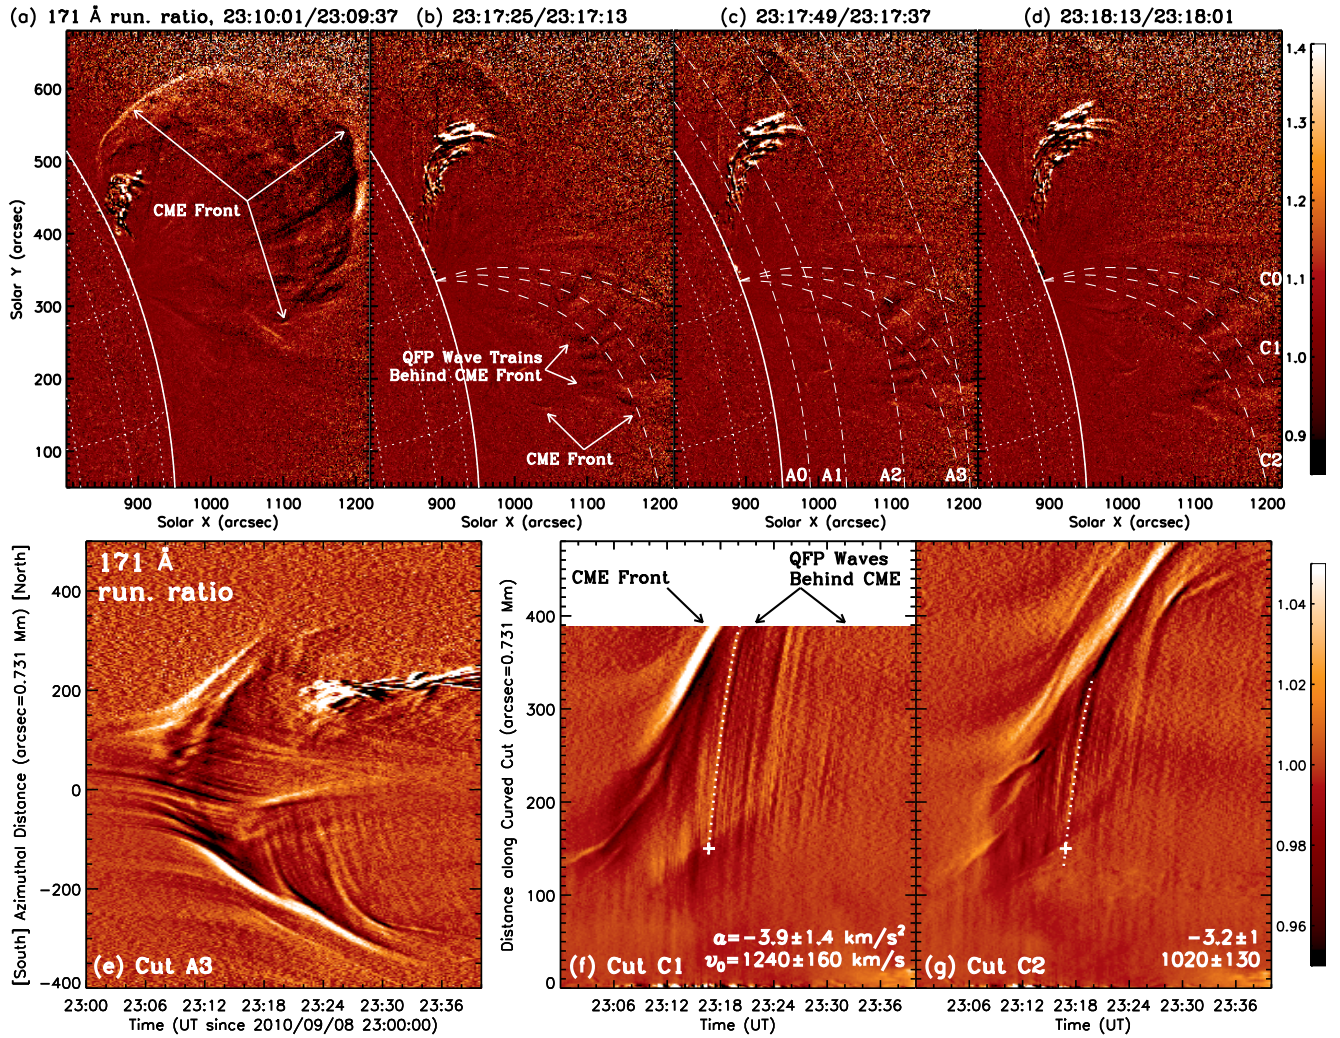 (a) 171 Å run. ratio, 23:10:01/23:09:37
(b) 23:17:25/23:17:13
(c) 23:17:49/23:17:37
(d) 23:18:13/23:18:01
Solar Y (arcsec)
600
500
400
300
200
100
CME Front
QFP Wave Trains
Behind CME Front
CME Front
A0 A1 A2 A3
C0
C1
C2
1.4
1.3
1.2
1.1
1.0
0.9
900 1000 1100 1200
900 1000 1100 1200
900 1000 1100 1200
900 1000 1100 1200
Solar X (arcsec)
Solar X (arcsec)
Solar X (arcsec)
Solar X (arcsec)
[South] Azimuthal Distance (arcsec=0.731 Mm) [North]
400
200
0
−200
−400
171 Å
run. ratio
(e) Cut A3
23:00 23:06 23:12 23:18 23:24 23:30 23:36
Time (UT since 2010/09/08 23:00:00)
Distance along Curved Cut (arcsec=0.731 Mm)
400
300
200
100
0
CME Front
QFP Waves
Behind CME
α=−3.9±1.4 km/s²
υ₀=1240±160 km/s
(f) Cut C1
23:06 23:12 23:18 23:24 23:30 23:36
Time (UT)
−3.2±1
1020±130
(g) Cut C2
23:06 23:12 23:18 23:24 23:30 23:36
Time (UT)
1.04
1.02
1.00
0.98
0.96